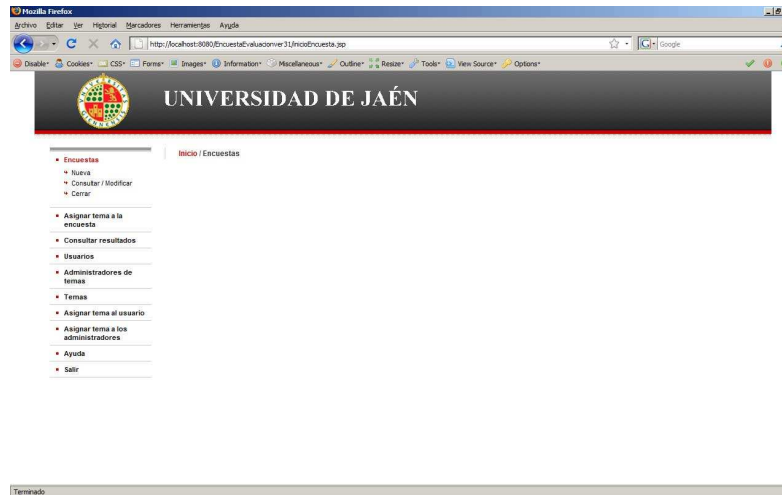 Mozilla Firefox
Archivo Editar Ver Historial Marcadores Herramientas Ayuda
http://localhost:8080/EncuestaEvaluacionver31/InicioEncuesta.jsp
G Google
Disable Cookies CSS Forms Images Information Miscellaneous Outline Resize Tools View Source Options
UNIVERSIDAD DE JAÉN
Inicio / Encuestas
Encuestas
Nueva
Consultar / Modificar
Cerrar
Asignar tema a la
encuesta
Consultar resultados
Usuarios
Administradores de
temas
Temas
Asignar tema al usuario
Asignar tema a los
administradores
Ayuda
Salir
Terminado